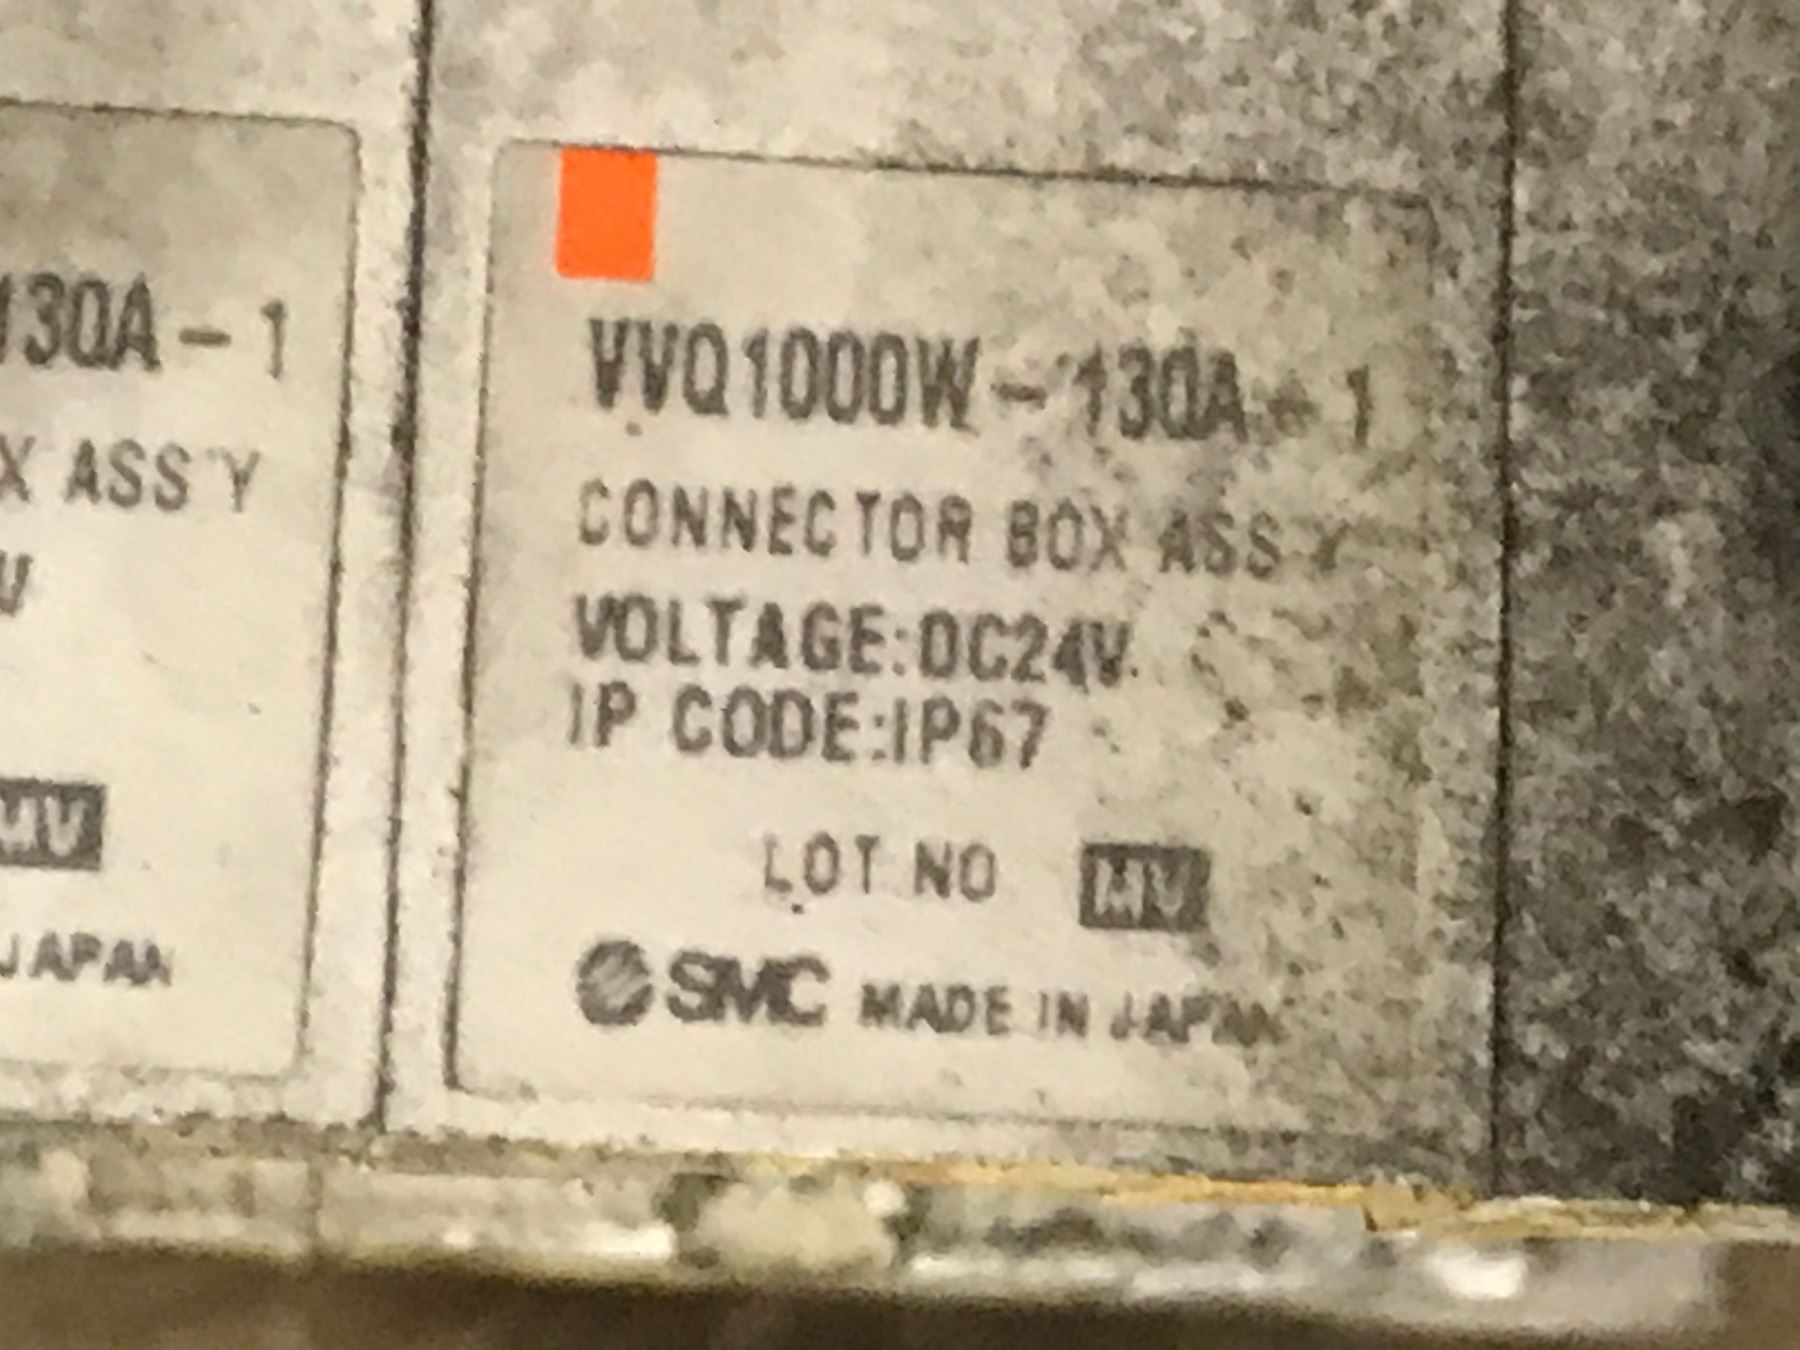 130A-1
X ASS'Y
V
MV
JAPAN
VVQ1000W-130A-1
CONNECTOR BOX ASS'Y
VOLTAGE:DC24V
IP CODE:IP67
LOT NO MV
SMC MADE IN JAPAN